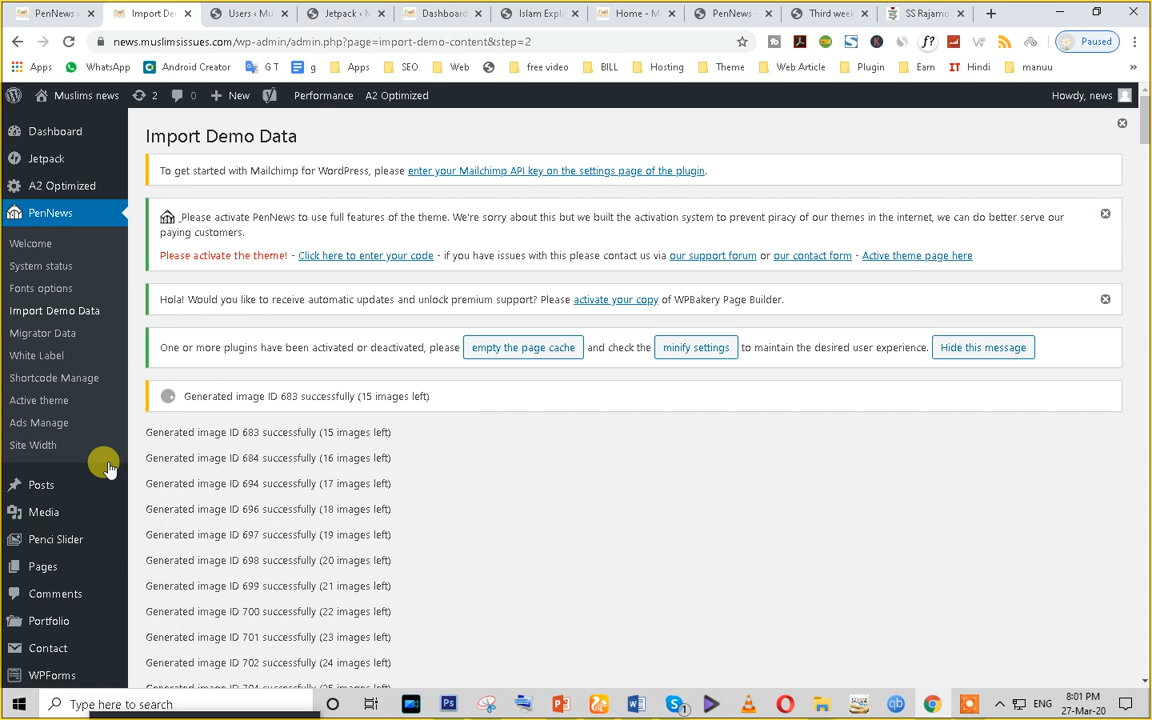 PenNews
Import De
Users ‹ Mu
Jetpack ‹ M
Dashboard
Islam Expl
Home - M
PenNews
Third week
SS Rajamo
news.muslimsissues.com/wp-admin/admin.php?page=import-demo-content&step=2
Paused
Apps
WhatsApp
Android Creator
G T
g
Apps
SEO
Web
free video
BILL
Hosting
Theme
Web Article
Plugin
Earn
IT Hindi
manuu
»
Muslims news
2
0
New
Performance
A2 Optimized
Howdy, news
Dashboard
Jetpack
A2 Optimized
PenNews
Welcome
System status
Fonts options
Import Demo Data
Migrator Data
White Label
Shortcode Manage
Active theme
Ads Manage
Site Width
Posts
Media
Penci Slider
Pages
Comments
Portfolio
Contact
WPForms
Import Demo Data
To get started with Mailchimp for WordPress, please enter your Mailchimp API key on the settings page of the plugin.
Please activate PenNews to use full features of the theme. We're sorry about this but we built the activation system to prevent piracy of our themes in the internet, we can do better serve our
paying customers.
Please activate the theme! - Click here to enter your code - if you have issues with this please contact us via our support forum or our contact form - Active theme page here
Hola! Would you like to receive automatic updates and unlock premium support? Please activate your copy of WPBakery Page Builder.
One or more plugins have been activated or deactivated, please empty the page cache and check the minify settings to maintain the desired user experience. Hide this message
Generated image ID 683 successfully (15 images left)
Generated image ID 683 successfully (15 images left)
Generated image ID 684 successfully (16 images left)
Generated image ID 694 successfully (17 images left)
Generated image ID 696 successfully (18 images left)
Generated image ID 697 successfully (19 images left)
Generated image ID 698 successfully (20 images left)
Generated image ID 699 successfully (21 images left)
Generated image ID 700 successfully (22 images left)
Generated image ID 701 successfully (23 images left)
Generated image ID 702 successfully (24 images left)
Generated image ID 704 successfully (25 images left)
Type here to search
ENG
8:01 PM
27-Mar-20